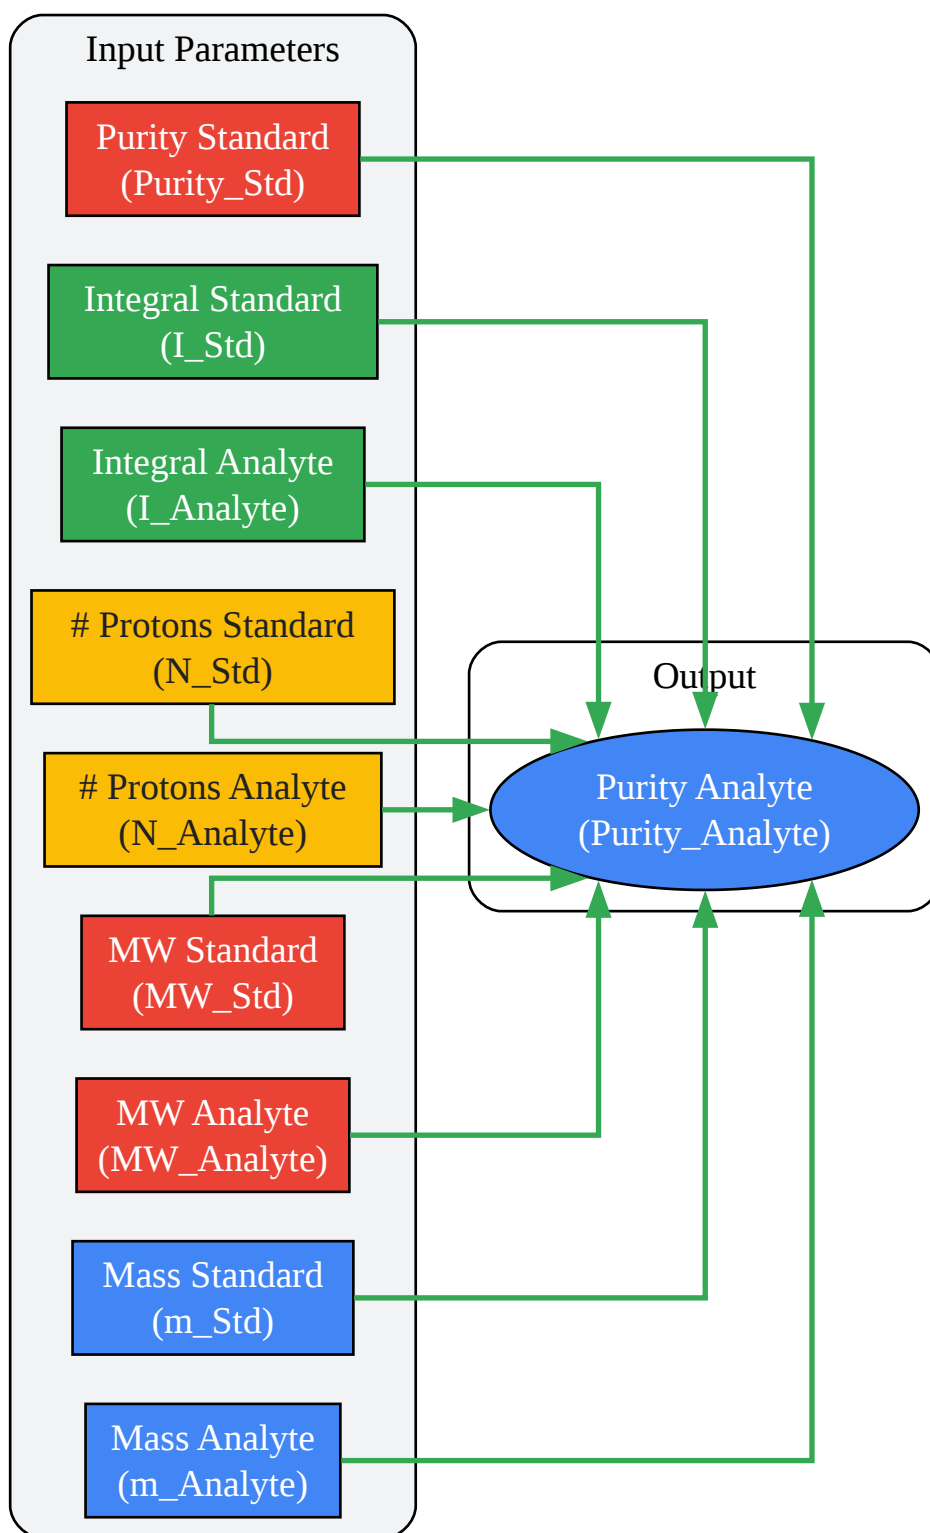 Input Parameters
Purity Standard
(Purity_Std)
Integral Standard
(I_Std)
Integral Analyte
(I_Analyte)
# Protons Standard
(N_Std)
# Protons Analyte
(N_Analyte)
MW Standard
(MW_Std)
MW Analyte
(MW_Analyte)
Mass Standard
(m_Std)
Mass Analyte
(m_Analyte)
Output
Purity Analyte
(Purity_Analyte)